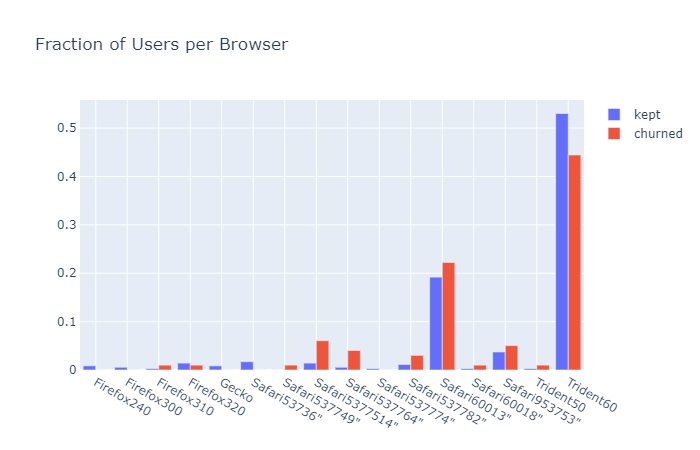 Fraction of Users per Browser
kept
churned
0.5
0.4
0.3
0.2
0.1
0
Firefox240
Firefox300
Firefox310
Firefox320
Gecko
Safari53736"
Safari537749"
Safari5377514"
Safari537764"
Safari537774"
Safari537782"
Safari60013"
Safari60018"
Safari953753"
Trident50
Trident60